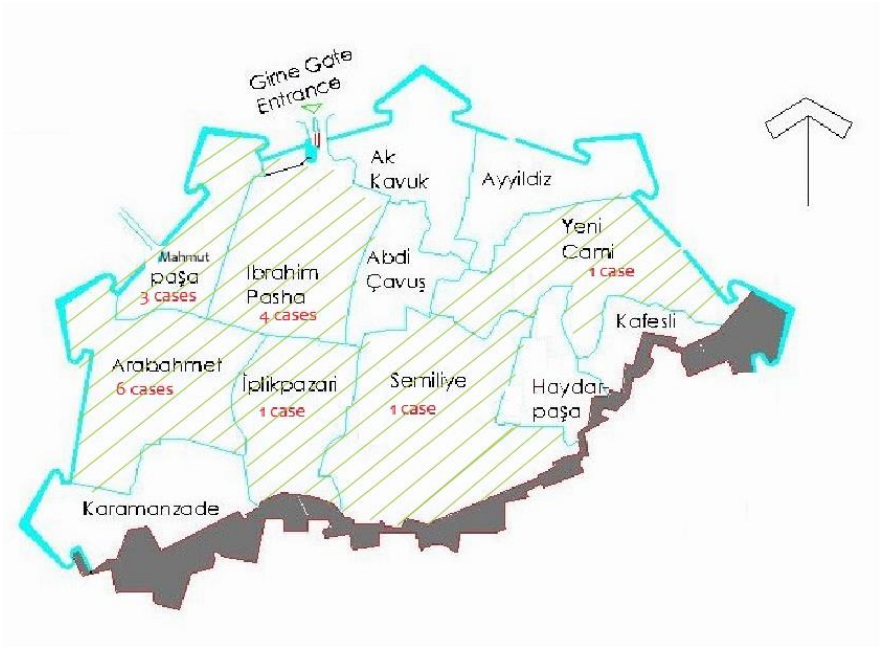 Girne Gate
Entrance
Ak
Kavuk
Ayyildiz
Yeni
Cami
1 case
Mahmut
paşa
3 cases
Ibrahim
Pasha
4 cases
Abdi
Çavuş
Kafesli
Arabahmet
6 cases
İplikpazari
1 case
Semiliye
1 case
Haydar-
paşa
Karamanzade